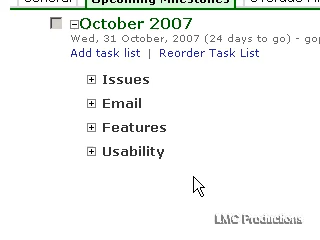 Upcoming Milestones
October 2007
Wed, 31 October, 2007 (24 days to go) - gop
Add task list | Reorder Task List
Issues
Email
Features
Usability
LMC Productions